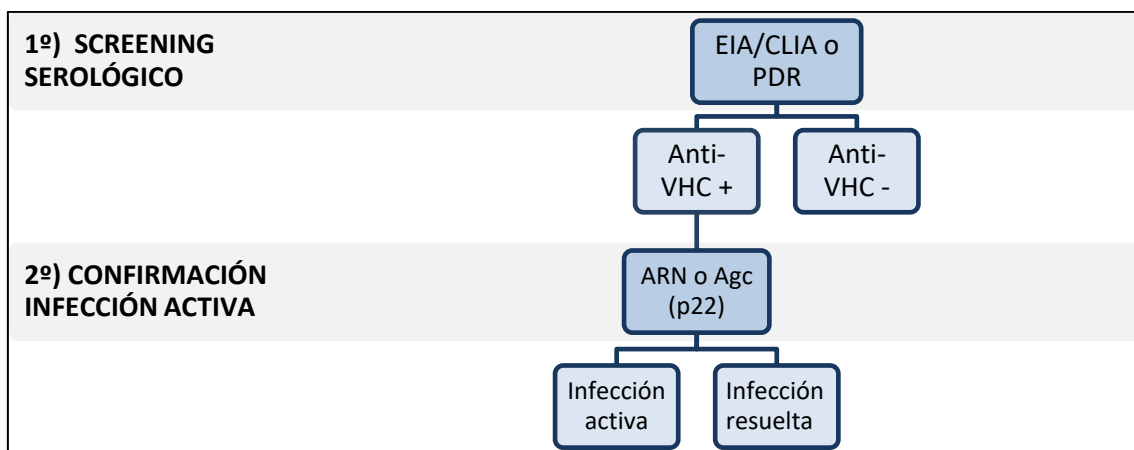 1º) SCREENING
SEROLÓGICO
EIA/CLIA o
PDR
Anti-
VHC +
Anti-
VHC -
2º) CONFIRMACIÓN
INFECCIÓN ACTIVA
ARN o Agc
(p22)
Infección
activa
Infección
resuelta